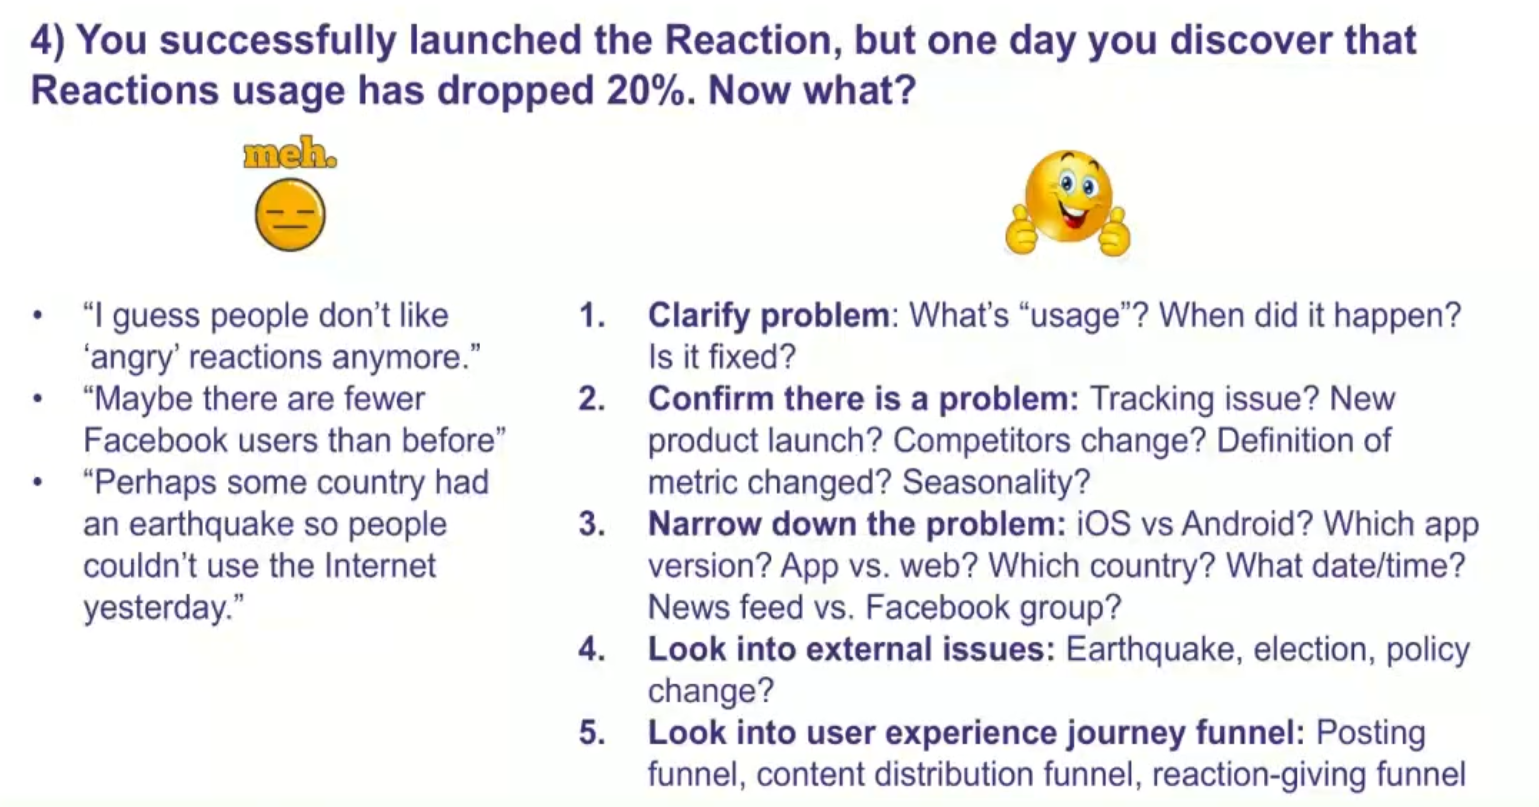 4) You successfully launched the Reaction, but one day you discover that
Reactions usage has dropped 20%. Now what?
meh.
• “I guess people don’t like
‘angry’ reactions anymore.”
• “Maybe there are fewer
Facebook users than before”
• “Perhaps some country had
an earthquake so people
couldn’t use the Internet
yesterday.”
1. Clarify problem: What’s “usage”? When did it happen?
Is it fixed?
2. Confirm there is a problem: Tracking issue? New
product launch? Competitors change? Definition of
metric changed? Seasonality?
3. Narrow down the problem: iOS vs Android? Which app
version? App vs. web? Which country? What date/time?
News feed vs. Facebook group?
4. Look into external issues: Earthquake, election, policy
change?
5. Look into user experience journey funnel: Posting
funnel, content distribution funnel, reaction-giving funnel